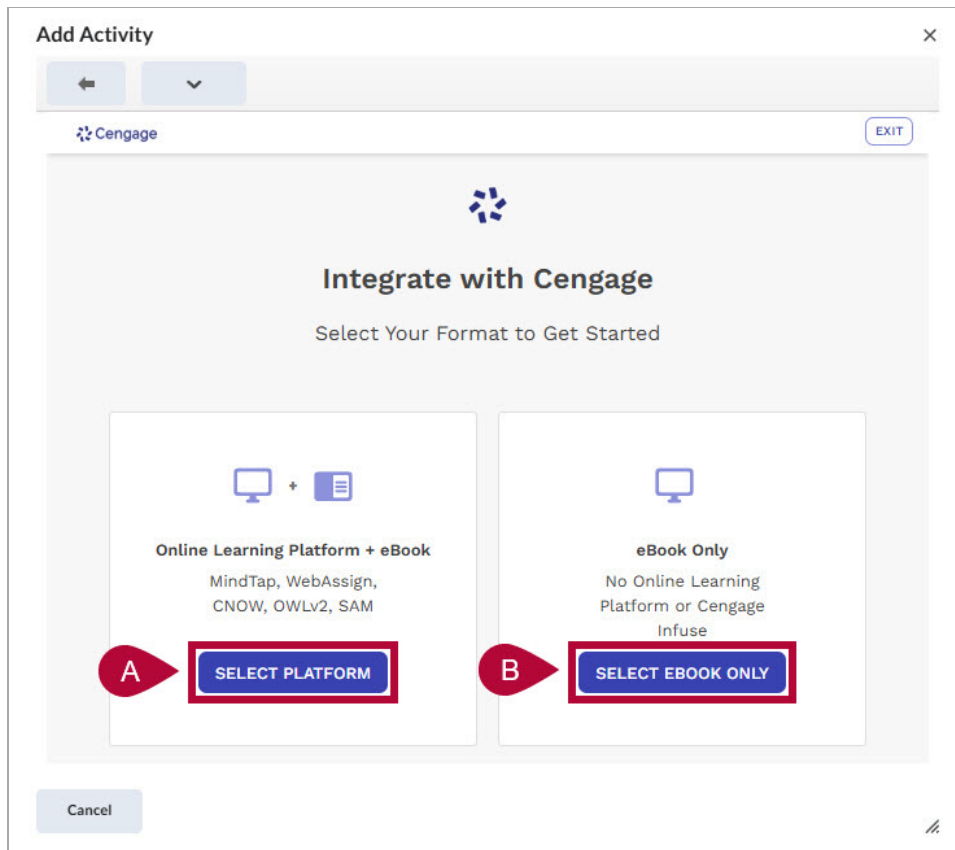 Add Activity
Cengage
EXIT
Integrate with Cengage
Select Your Format to Get Started
Online Learning Platform + eBook
MindTap, WebAssign,
CNOW, OWLv2, SAM
A
SELECT PLATFORM
eBook Only
No Online Learning
Platform or Cengage
Infuse
B
SELECT EBOOK ONLY
Cancel